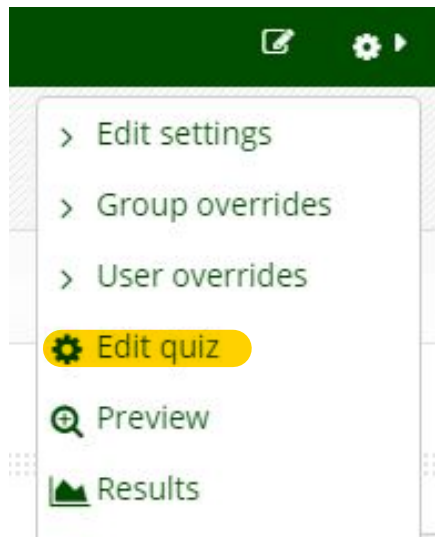 Edit settings
Group overrides
User overrides
Edit quiz
Preview
Results